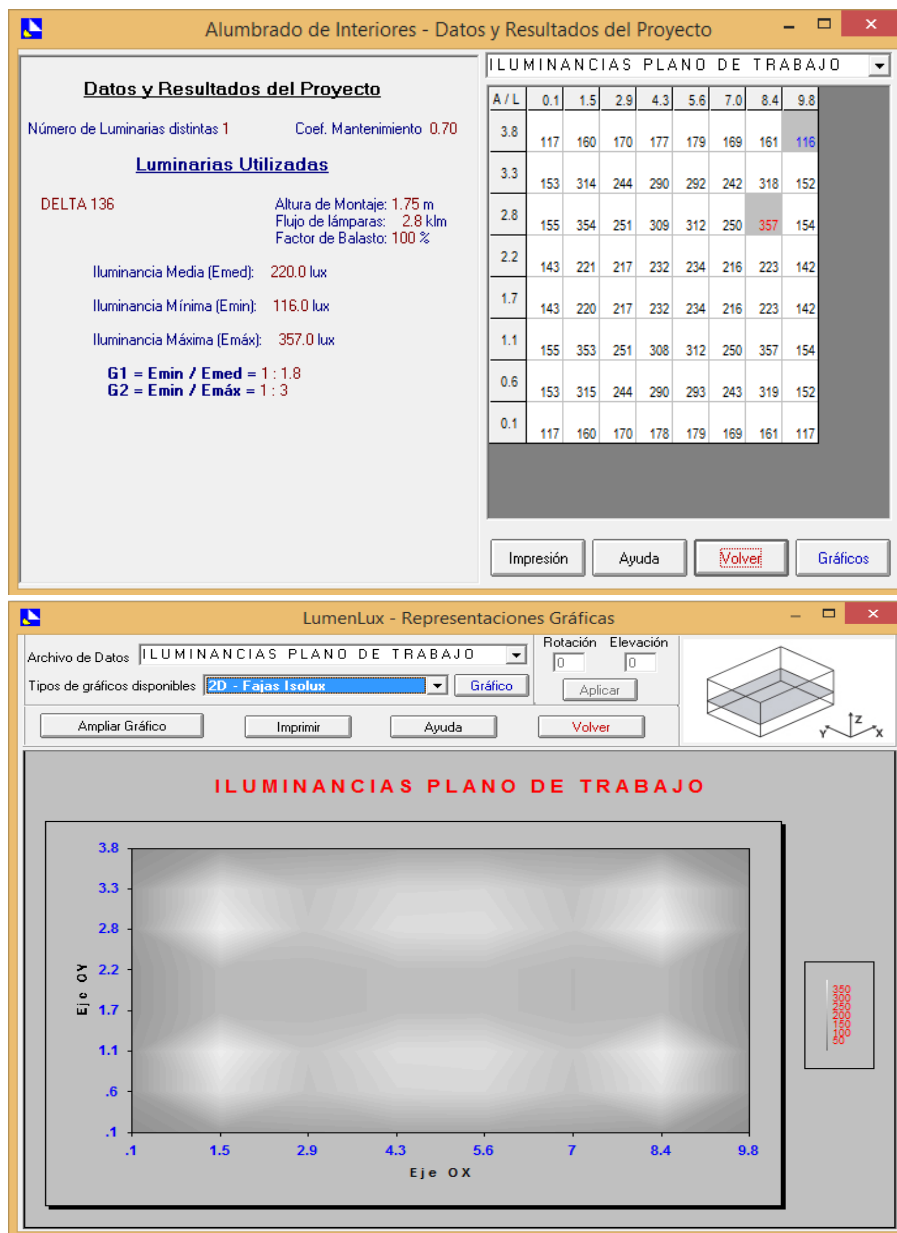 Alumbrado de Interiores - Datos y Resultados del Proyecto
Datos y Resultados del Proyecto
Número de Luminarias distintas 1 Coef. Mantenimiento 0.70
Luminarias Utilizadas
DELTA 136
Altura de Montaje: 1.75 m
Flujo de lámparas: 2.8 klm
Factor de Balasto: 100 %
Iluminancia Media (Emed): 220.0 lux
Iluminancia Mínima (Emin): 116.0 lux
Iluminancia Máxima (Emáx): 357.0 lux
G1 = Emin / Emed = 1 : 1.8
G2 = Emin / Emáx = 1 : 3
ILUMINANCIAS PLANO DE TRABAJO
A / L 0.1 1.5 2.9 4.3 5.6 7.0 8.4 9.8
3.8 117 160 170 177 179 169 161 116
3.3 153 314 244 290 292 242 318 152
2.8 155 354 251 309 312 250 357 154
2.2 143 221 217 232 234 216 223 142
1.7 143 220 217 232 234 216 223 142
1.1 155 353 251 308 312 250 357 154
0.6 153 315 244 290 293 243 319 152
0.1 117 160 170 178 179 169 161 117
Impresión Ayuda Volver Gráficos
LumenLux - Representaciones Gráficas
Archivo de Datos ILUMINANCIAS PLANO DE TRABAJO
Tipos de gráficos disponibles 2D - Fajas Isolux Gráfico
Rotación Elevación
0 0
Aplicar
Ampliar Gráfico Imprimir Ayuda Volver
Y Z X
ILUMINANCIAS PLANO DE TRABAJO
3.8
3.3
2.8
2.2
1.7
1.1
.6
.1
Eje OY
.1 1.5 2.9 4.3 5.6 7 8.4 9.8
Eje OX
350
300
250
200
150
100
50